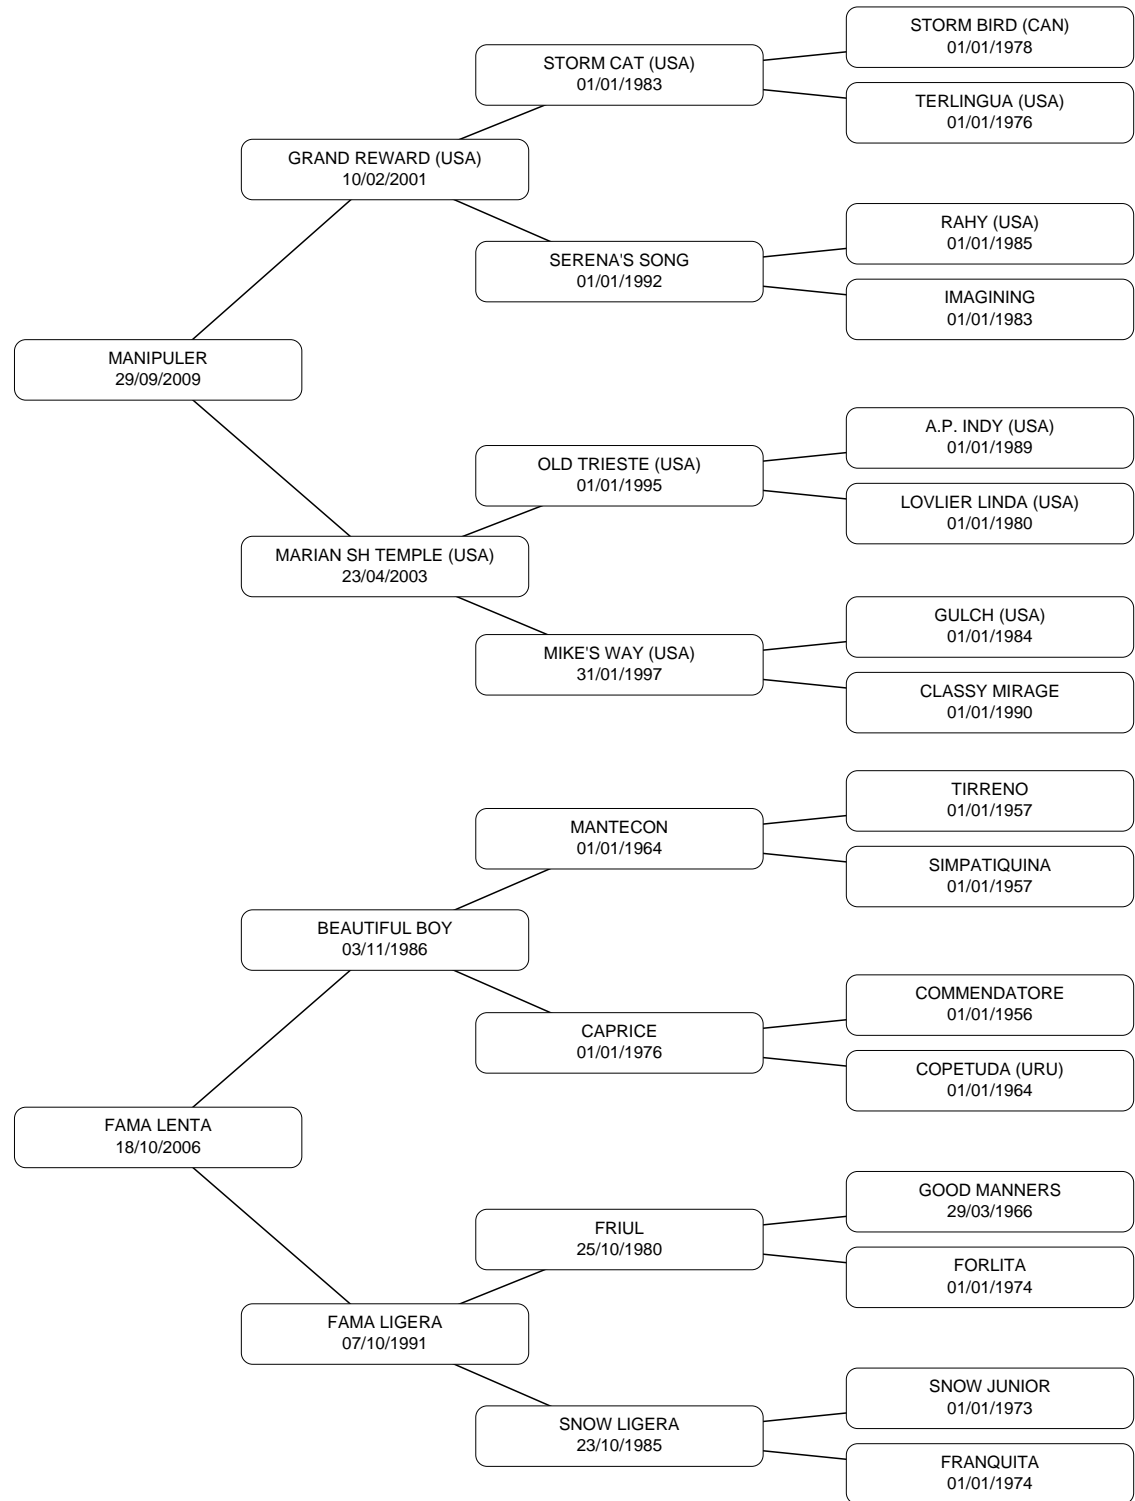 STORM BIRD (CAN)
01/01/1978
STORM CAT (USA)
01/01/1983
TERLINGUA (USA)
01/01/1976
GRAND REWARD (USA)
10/02/2001
RAHY (USA)
01/01/1985
SERENA'S SONG
01/01/1992
IMAGINING
01/01/1983
MANIPULER
29/09/2009
A.P. INDY (USA)
01/01/1989
OLD TRIESTE (USA)
01/01/1995
LOVLIER LINDA (USA)
01/01/1980
MARIAN SH TEMPLE (USA)
23/04/2003
GULCH (USA)
01/01/1984
MIKE'S WAY (USA)
31/01/1997
CLASSY MIRAGE
01/01/1990
TIRRENO
01/01/1957
MANTECON
01/01/1964
SIMPATIQUINA
01/01/1957
BEAUTIFUL BOY
03/11/1986
COMMENDATORE
01/01/1956
CAPRICE
01/01/1976
COPETUDA (URU)
01/01/1964
FAMA LENTA
18/10/2006
GOOD MANNERS
29/03/1966
FRIUL
25/10/1980
FORLITA
01/01/1974
FAMA LIGERA
07/10/1991
SNOW JUNIOR
01/01/1973
SNOW LIGERA
23/10/1985
FRANQUITA
01/01/1974